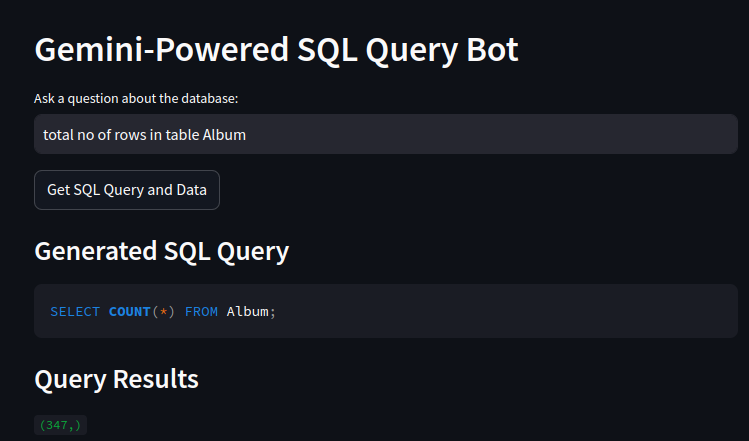 Gemini-Powered SQL Query Bot
Ask a question about the database:
total no of rows in table Album
Get SQL Query and Data
Generated SQL Query
SELECT COUNT(*) FROM Album;
Query Results
(347,)